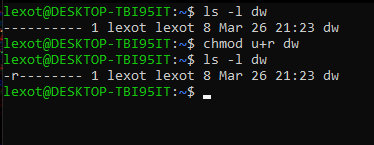 lexot@DESKTOP-TBI95IT:~$ ls -l dw
---------- 1 lexot lexot 8 Mar 26 21:23 dw
lexot@DESKTOP-TBI95IT:~$ chmod u+r dw
lexot@DESKTOP-TBI95IT:~$ ls -l dw
-r-------- 1 lexot lexot 8 Mar 26 21:23 dw
lexot@DESKTOP-TBI95IT:~$